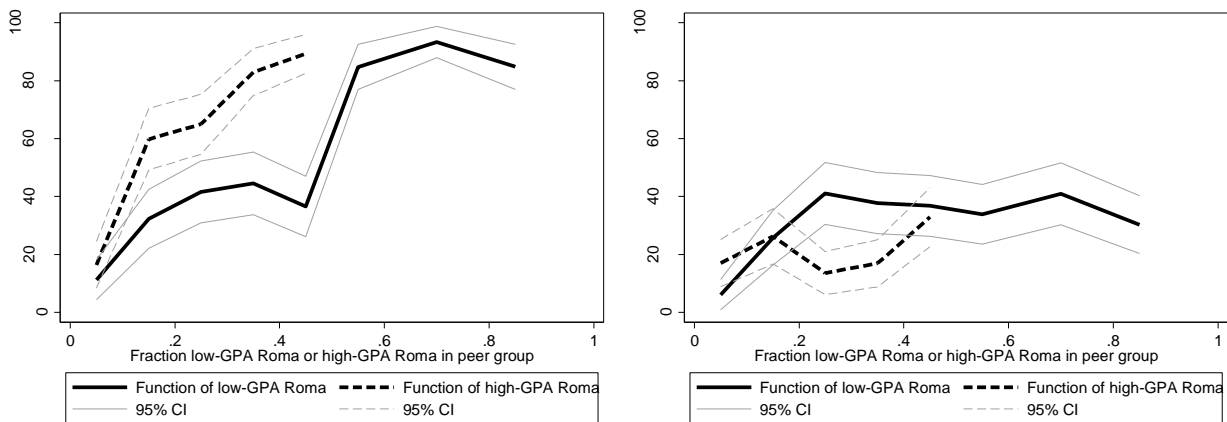 100
80
60
40
20
0
0 .2 .4 .6 .8 1
Fraction low-GPA Roma or high-GPA Roma in peer group
Function of low-GPA Roma Function of high-GPA Roma
95% CI 95% CI
100
80
60
40
20
0
0 .2 .4 .6 .8 1
Fraction low-GPA Roma or high-GPA Roma in peer group
Function of low-GPA Roma Function of high-GPA Roma
95% CI 95% CI